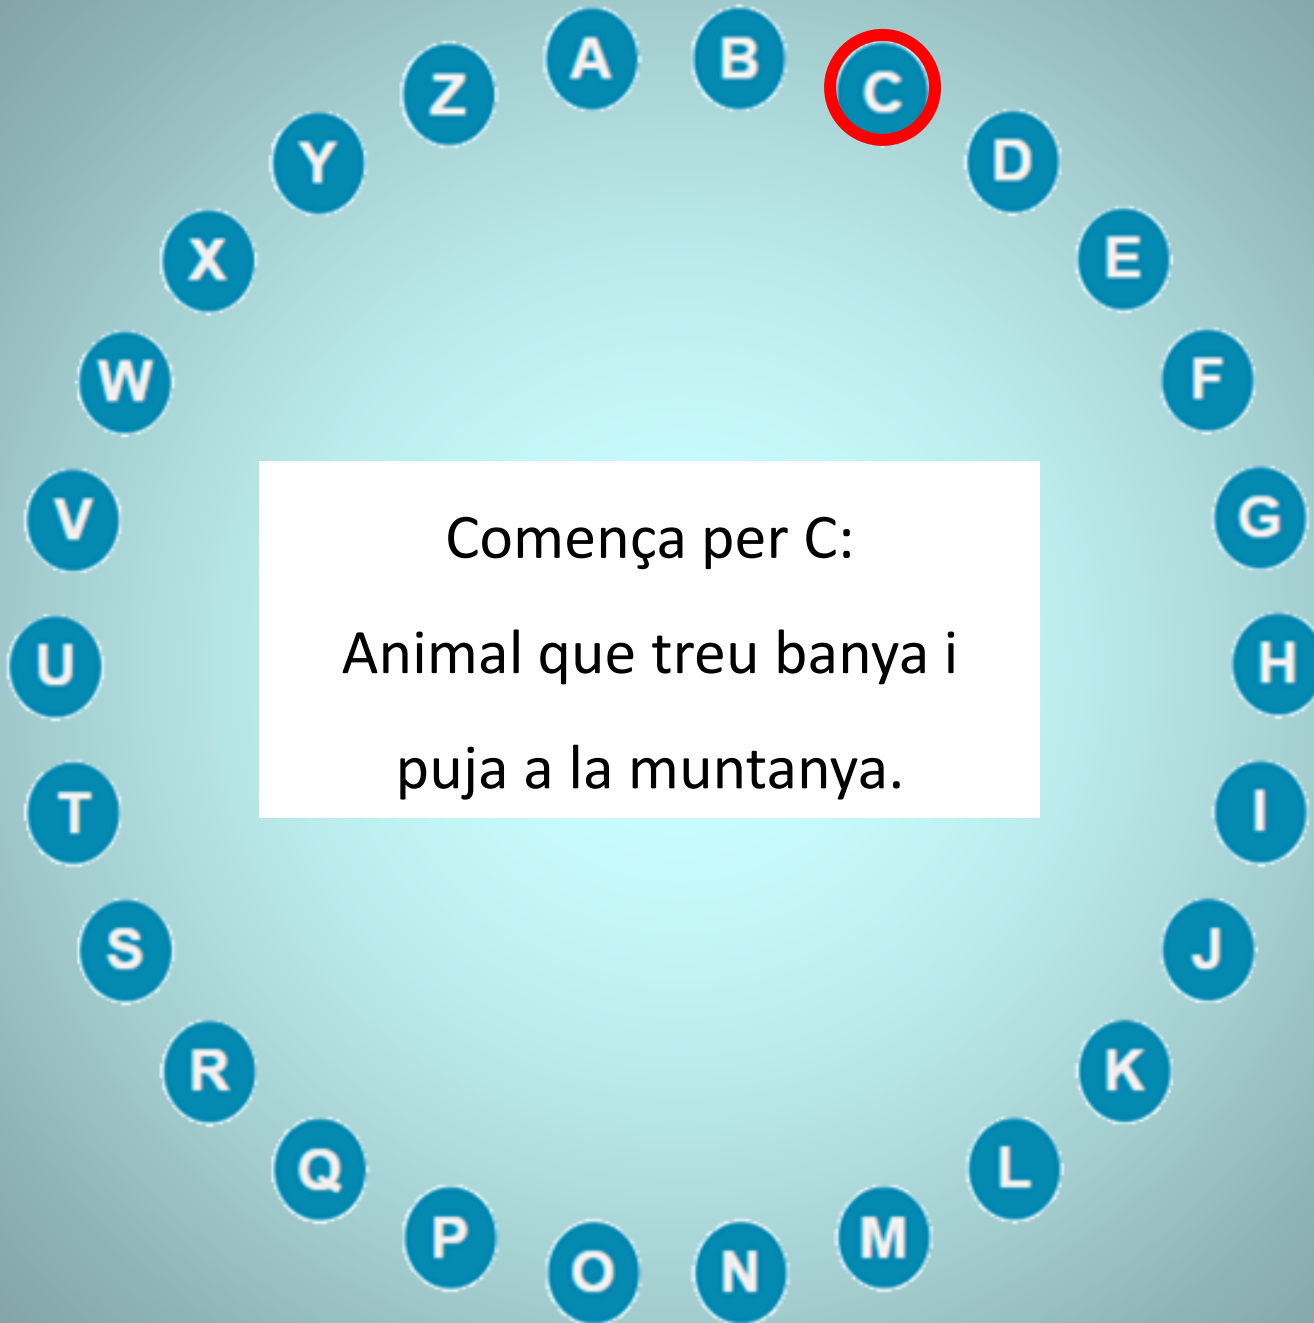 A
B
C
D
E
F
G
H
I
J
K
L
M
N
O
P
Q
R
S
T
U
V
W
X
Y
Z
Comença per C:
Animal que treu banya i
puja a la muntanya.